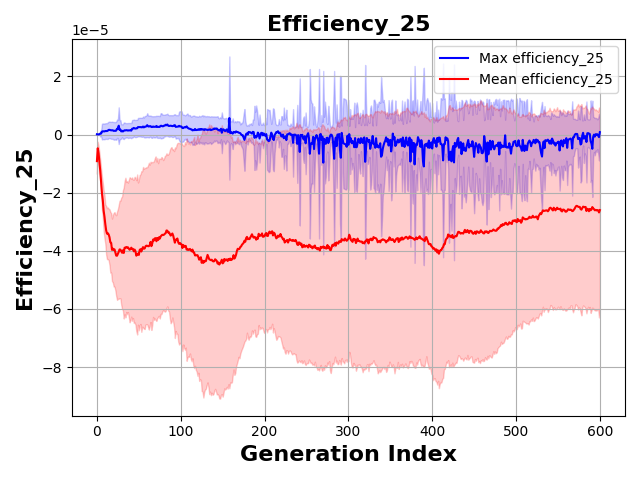 Efficiency_25
1e−5
Max efficiency_25
Mean efficiency_25
2
0
−2
−4
−6
−8
Efficiency_25
0 100 200 300 400 500 600
Generation Index